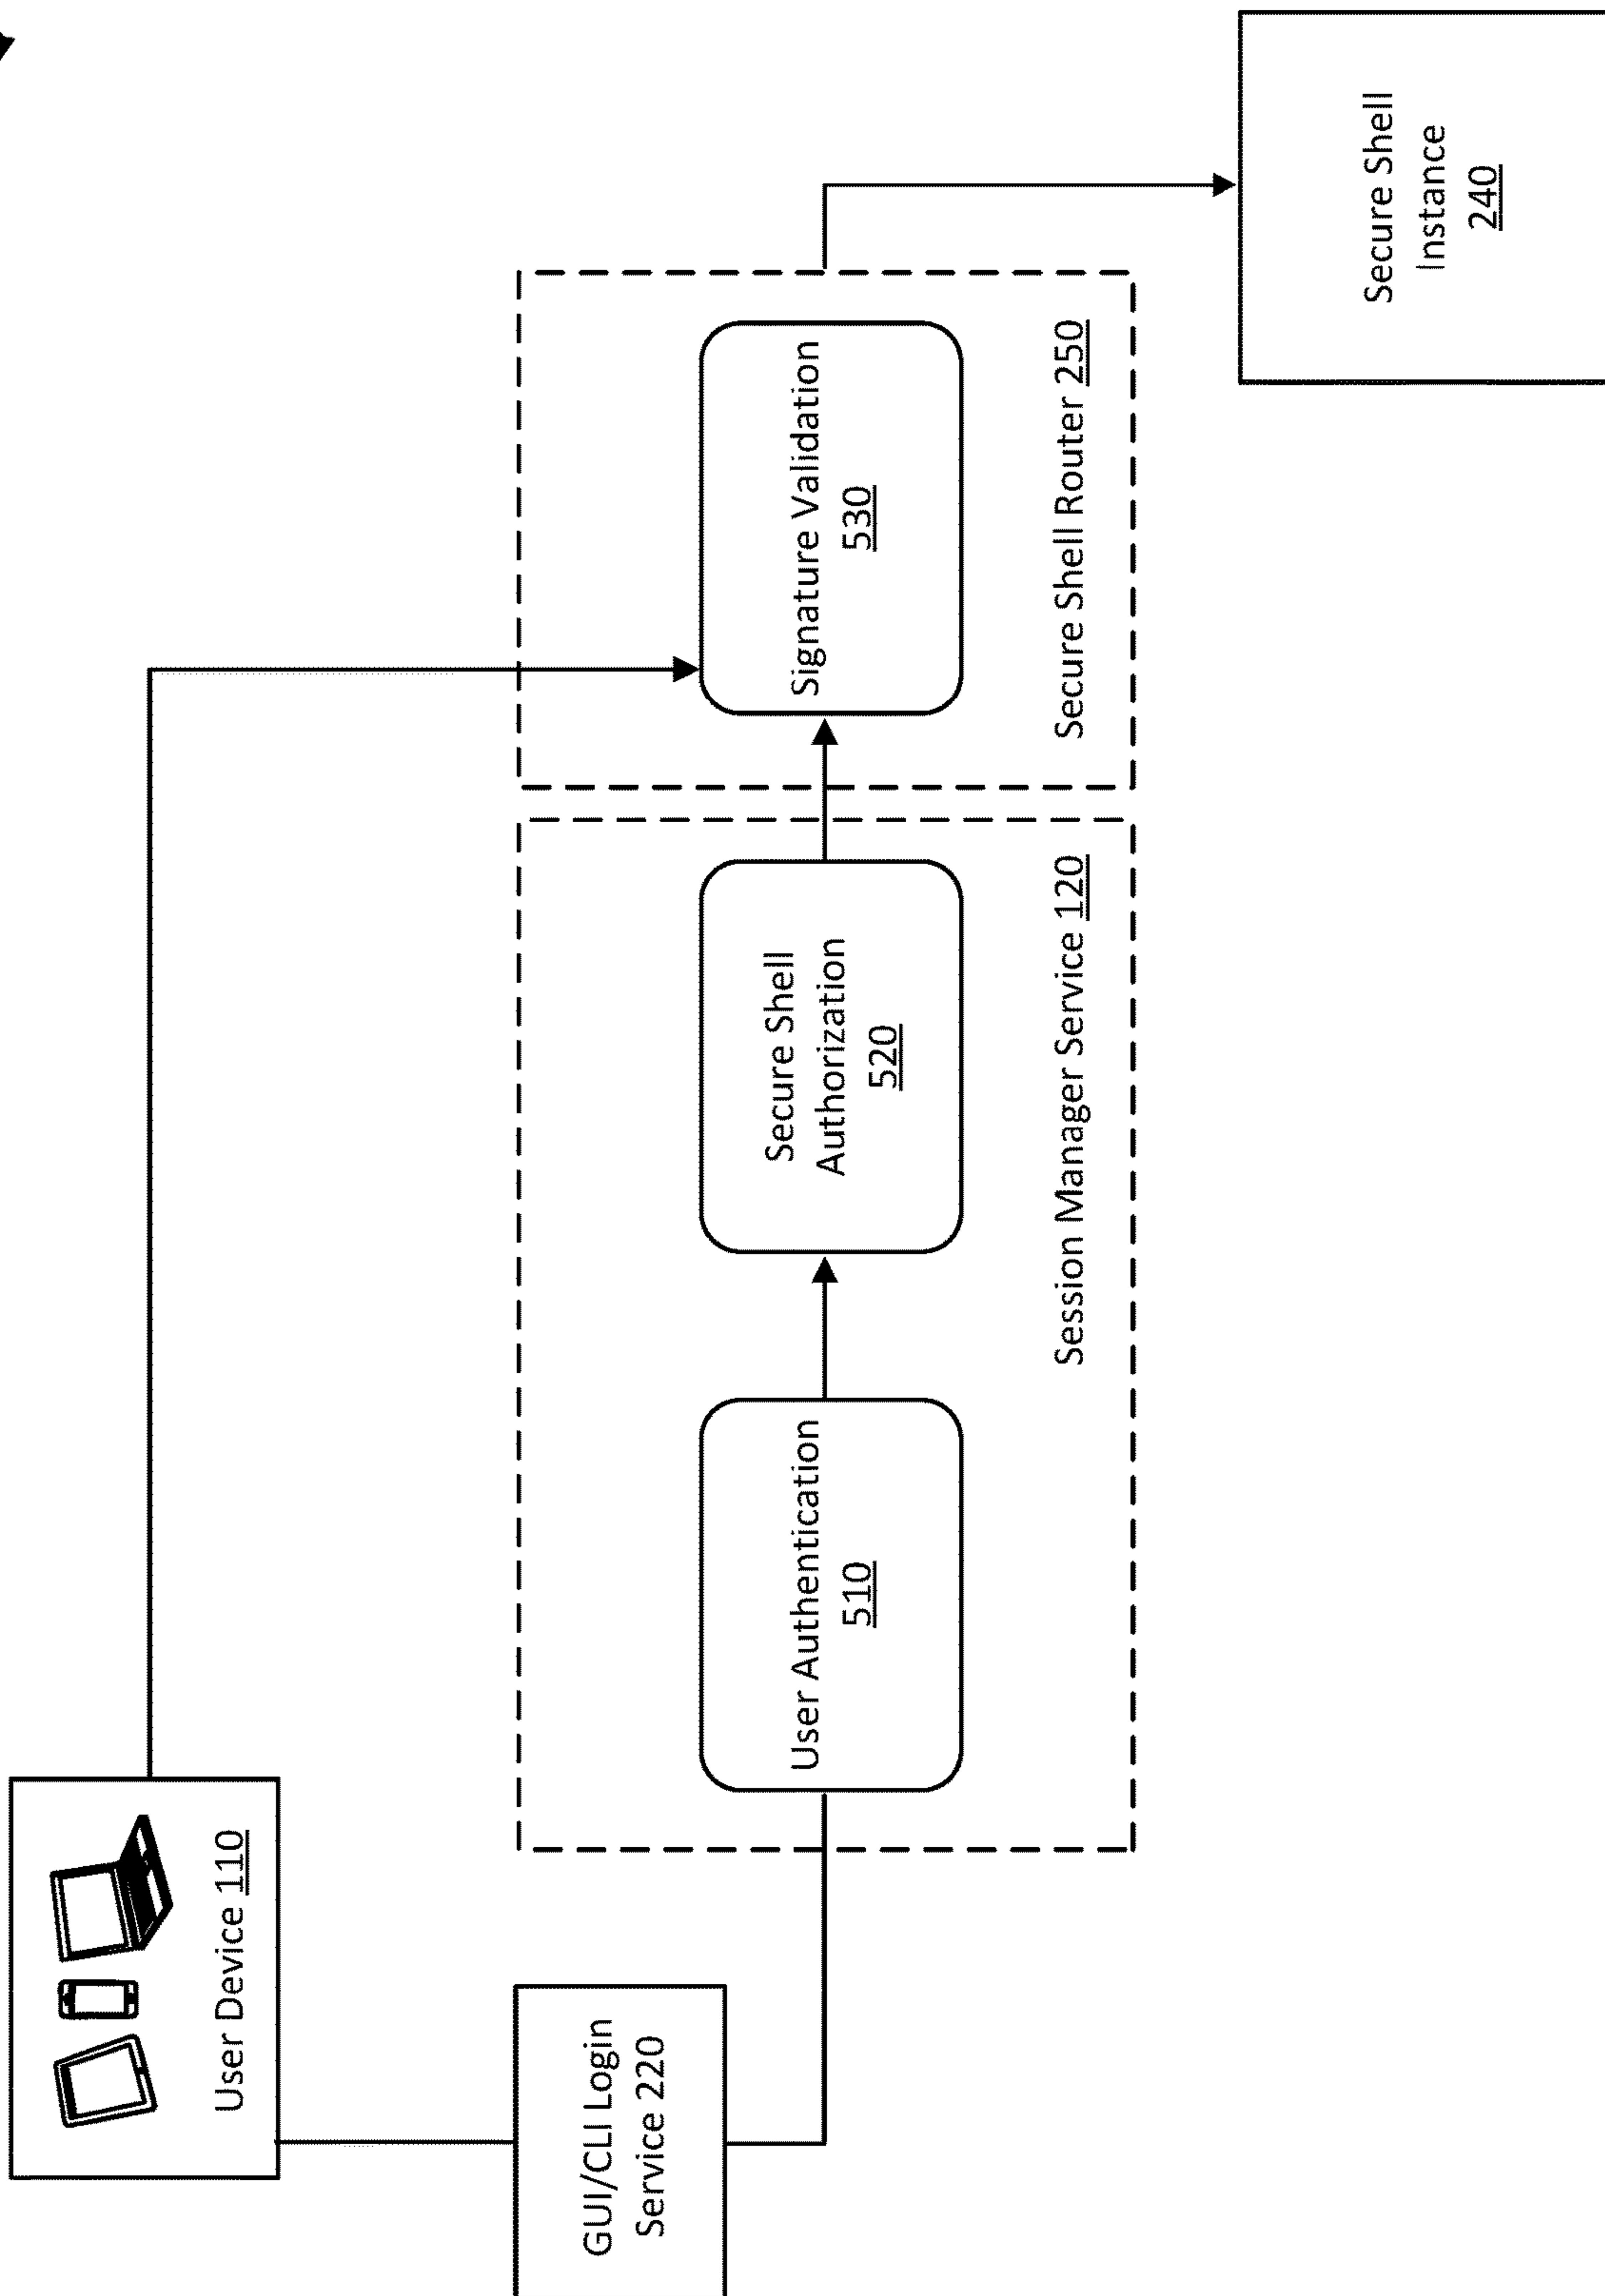 User Device 110
GUI/CLI Login
Service 220
User Authentication
510
Secure Shell
Authorization
520
Session Manager Service 120
Signature Validation
530
Secure Shell Router 250
Secure Shell
Instance
240